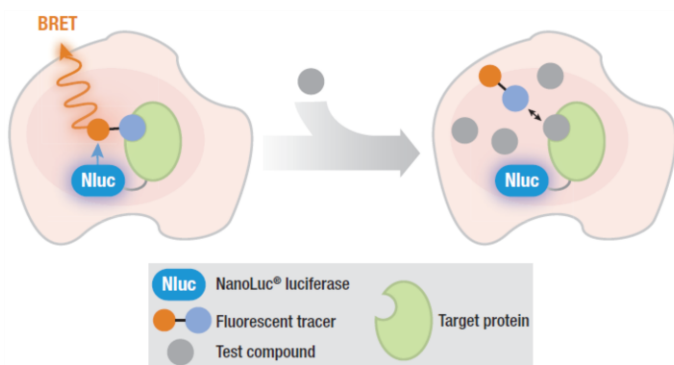 BRET
Nluc
Nluc
Nluc NanoLuc® luciferase
Fluorescent tracer
Target protein
Test compound